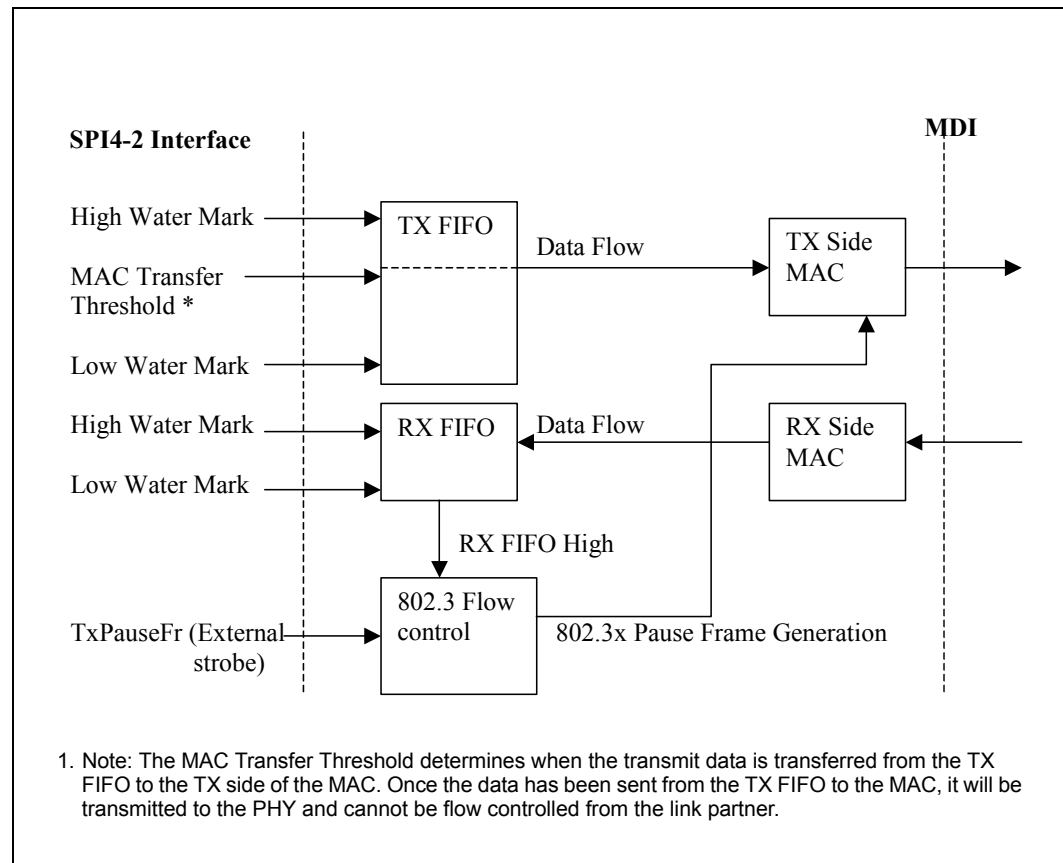 SPI4-2 Interface
MDI
High Water Mark
TX FIFO
Data Flow
TX Side
MAC
MAC Transfer
Threshold *
Low Water Mark
High Water Mark
RX FIFO
Data Flow
RX Side
MAC
Low Water Mark
RX FIFO High
802.3 Flow
control
TxPauseFr (External
strobe)
802.3x Pause Frame Generation
1. Note: The MAC Transfer Threshold determines when the transmit data is transferred from the TX
FIFO to the TX side of the MAC. Once the data has been sent from the TX FIFO to the MAC, it will be
transmitted to the PHY and cannot be flow controlled from the link partner.